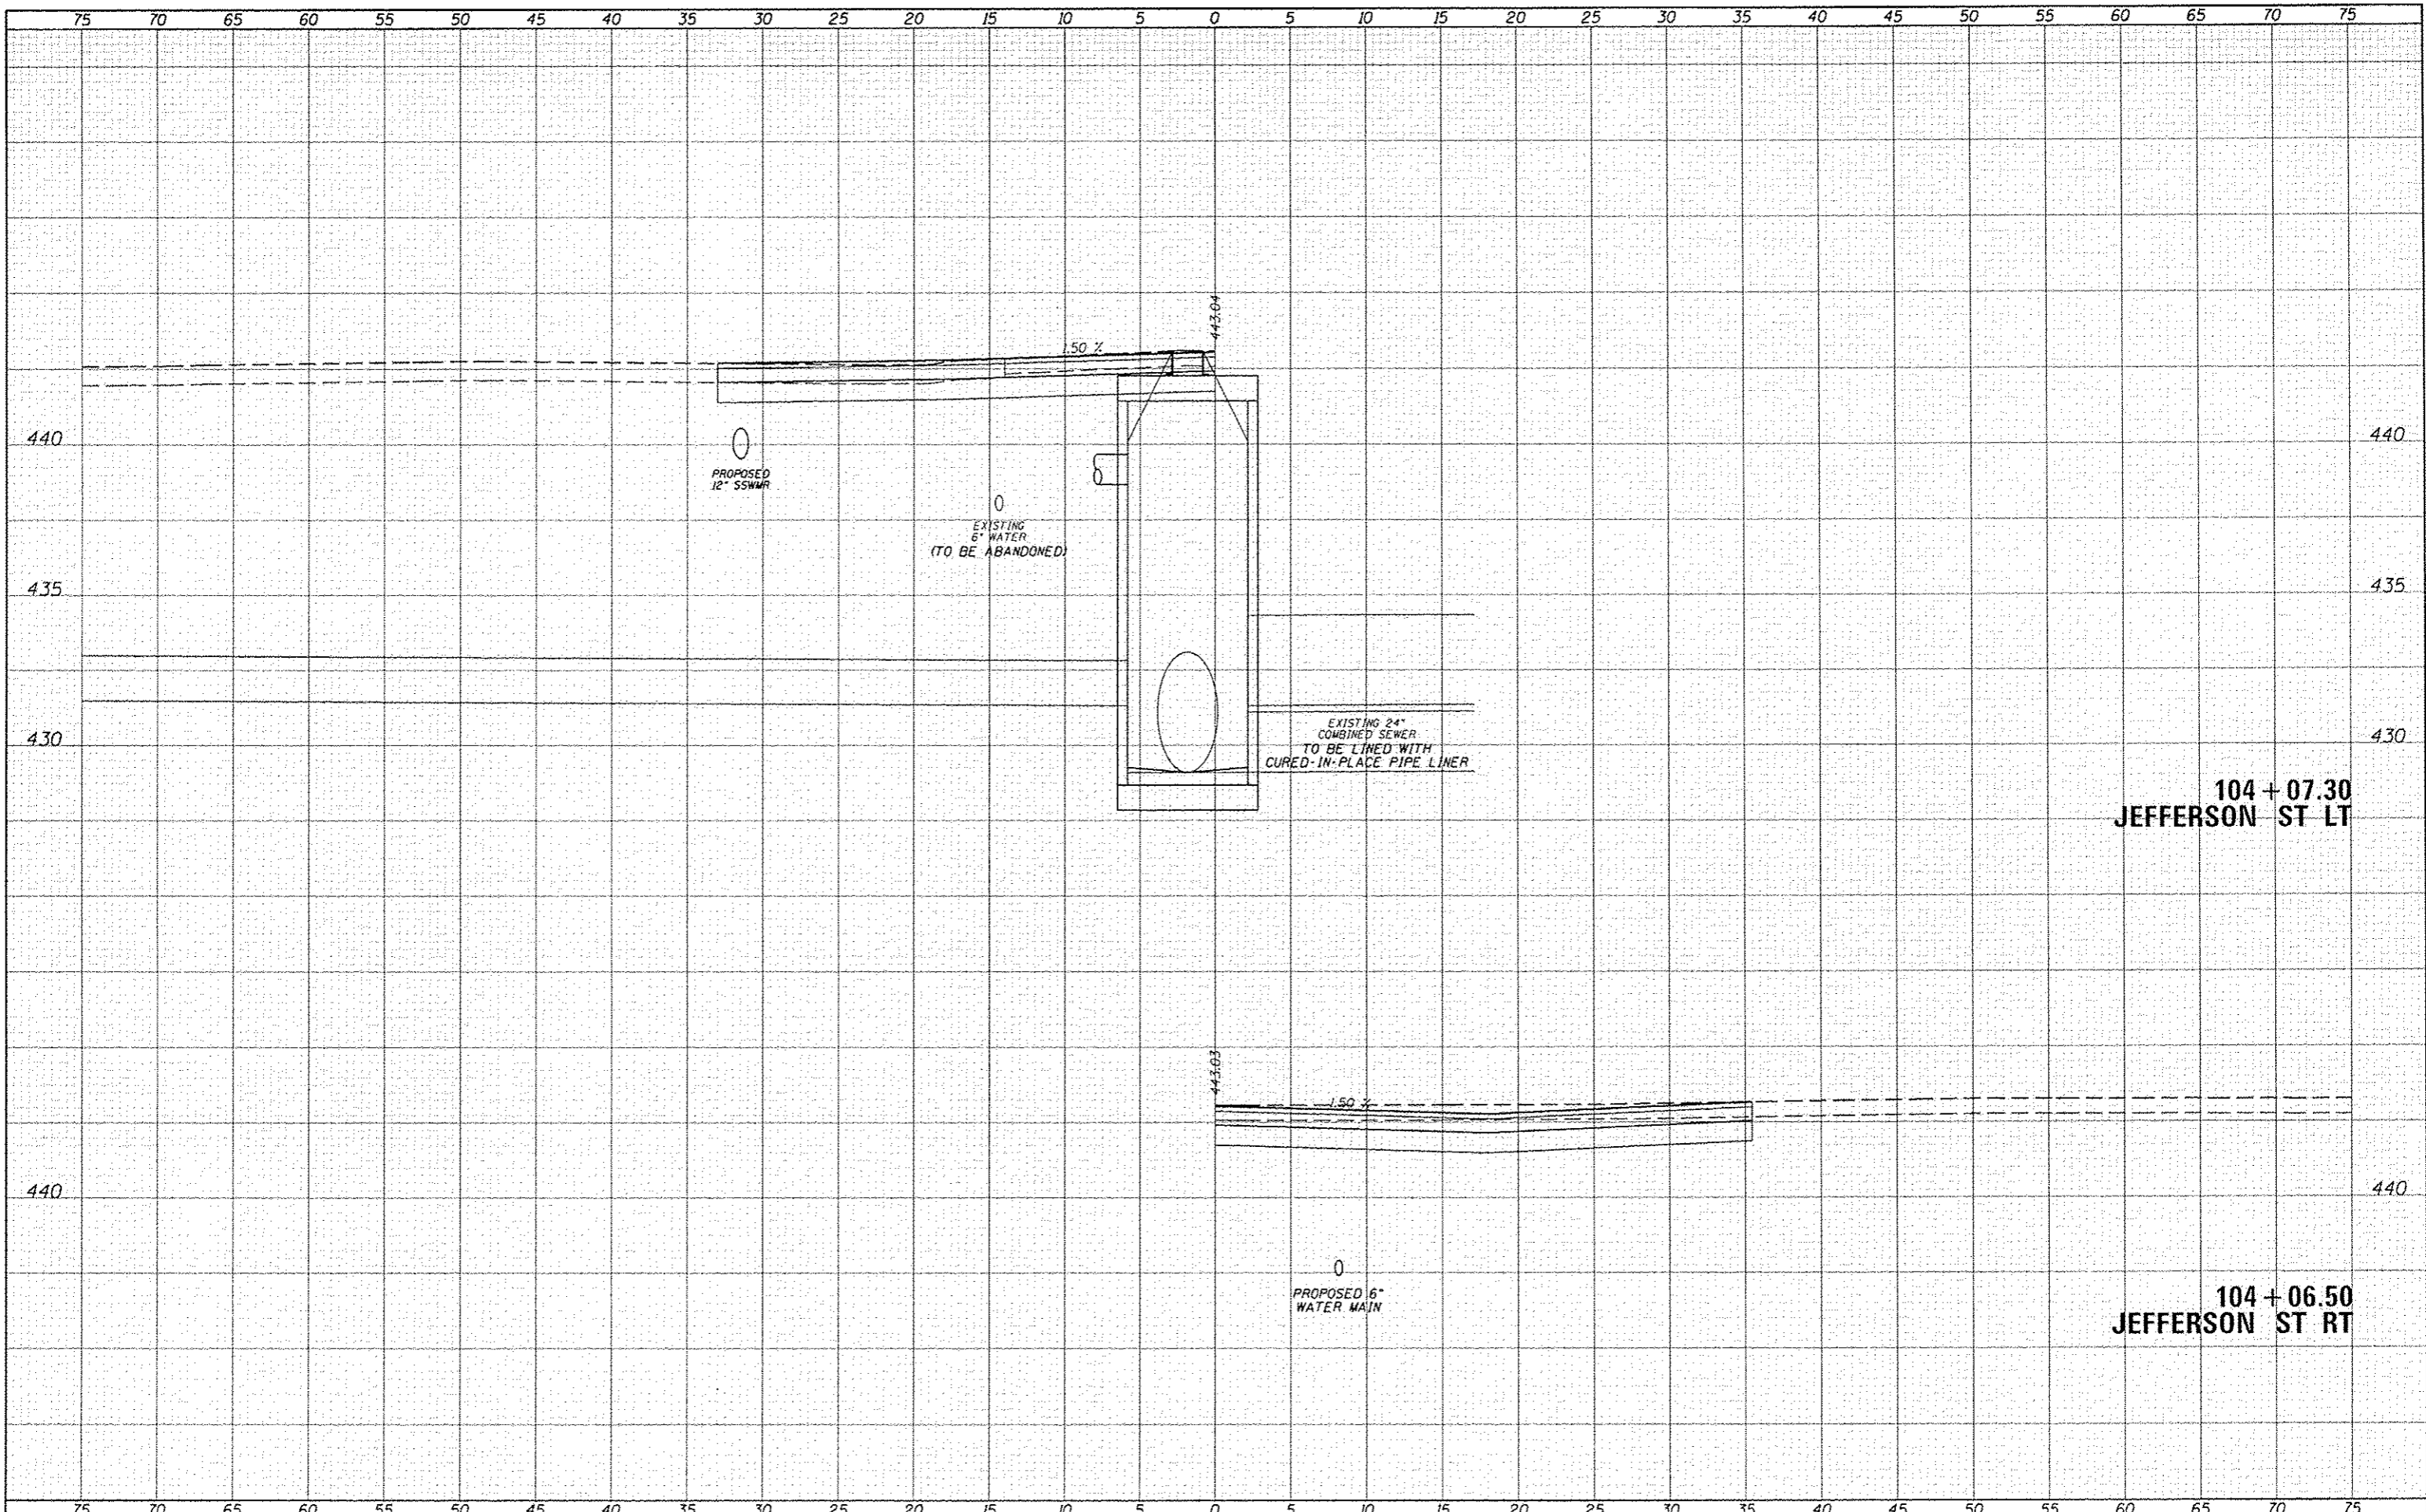 75 70 65 60 55 50 45 40 35 30 25 20 15 10 5 0 5 10 15 20 25 30 35 40 45 50 55 60 65 70 75
443.04
1.50 %
440 440
PROPOSED
12" SSWMR
EXISTING
6" WATER
(TO BE ABANDONED)
435 435
EXISTING 24"
COMBINED SEWER
TO BE LINED WITH
CURED-IN-PLACE PIPE LINER
430 430
104 + 07.30
JEFFERSON ST LT
443.03
1.50 %
440 440
PROPOSED 6"
WATER MAIN
104 + 06.50
JEFFERSON ST RT
75 70 65 60 55 50 45 40 35 30 25 20 15 10 5 0 5 10 15 20 25 30 35 40 45 50 55 60 65 70 75